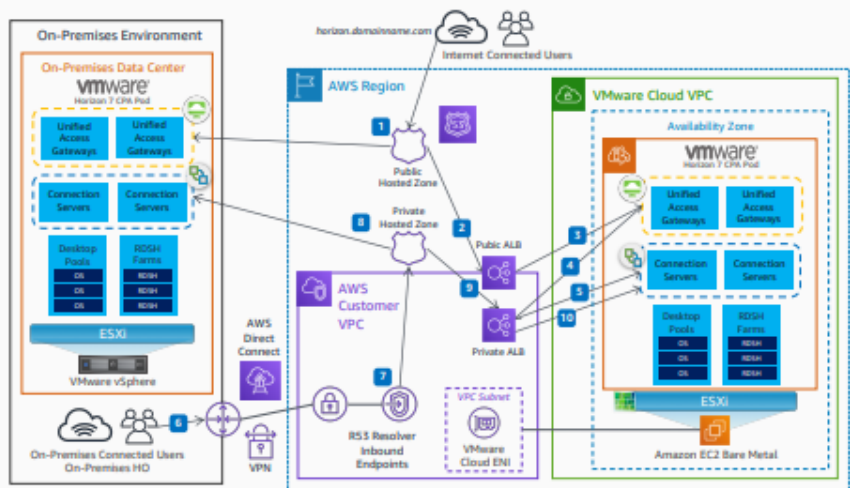 On-Premises Environment
On-Premises Data Center
vmware
Horizon 7 CPA Pod
Unified
Access
Gateways
Unified
Access
Gateways
Connection
Servers
Connection
Servers
Desktop
Pools
OS
OS
OS
RDSH
Farms
RDSH
RDSH
RDSH
ESXi
VMware vSphere
On-Premises Connected Users
On-Premises HO
6
horizon.domainname.com
Internet Connected Users
AWS Region
1
53
Public
Hosted Zone
8
Private
Hosted Zone
2
Pubic ALB
9
Private ALB
3
4
5
10
AWS
Customer
VPC
AWS
Direct
Connect
VPN
7
R53 Resolver
Inbound
Endpoints
VPC Subnet
VMware
Cloud ENI
VMware Cloud VPC
Availability Zone
vmware
Horizon 7 CPA Pod
Unified
Access
Gateways
Unified
Access
Gateways
Connection
Servers
Connection
Servers
Desktop
Pools
OS
OS
OS
RDSH
Farms
RDSH
RDSH
RDSH
ESXi
Amazon EC2 Bare Metal